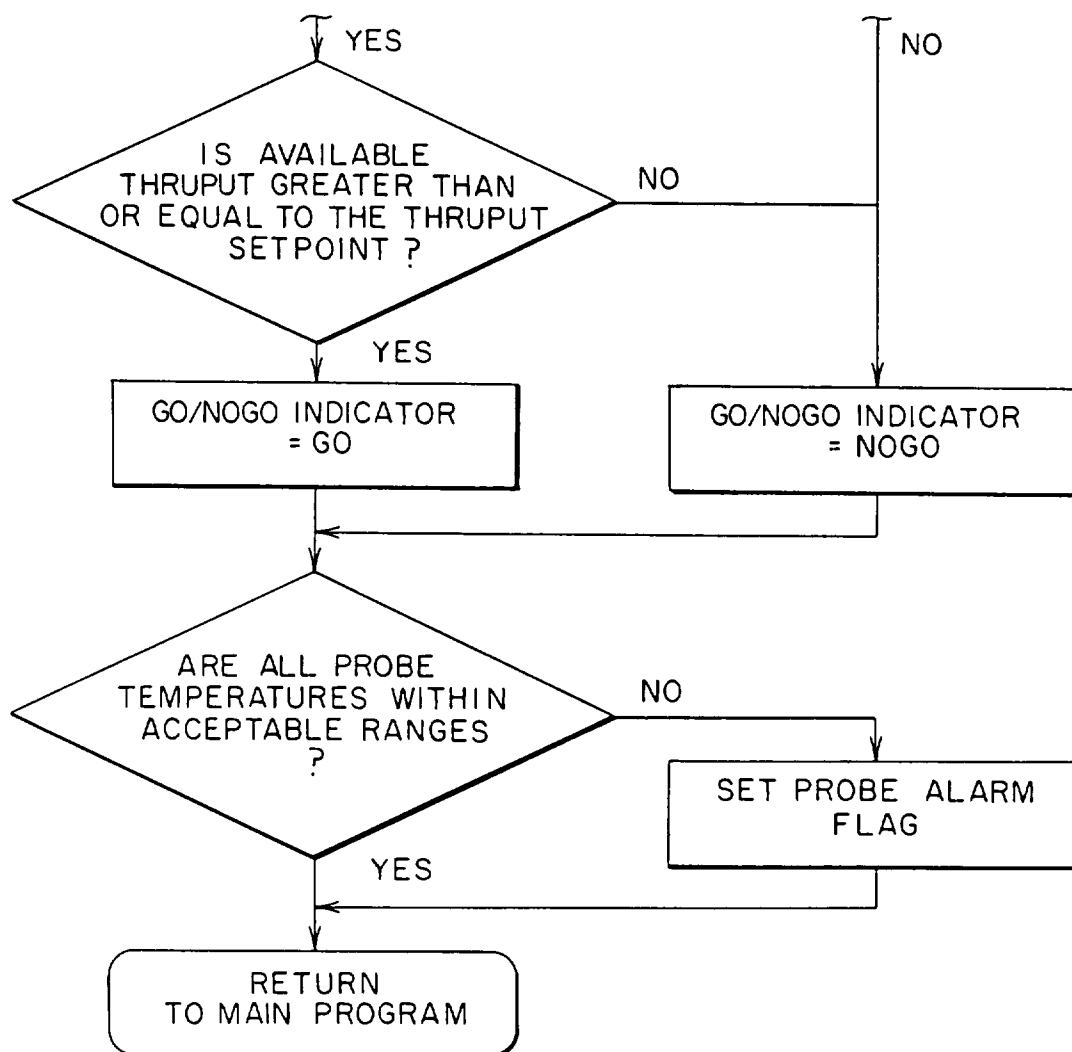 YES
NO
IS AVAILABLE
THRUPUT GREATER THAN
OR EQUAL TO THE THRUPUT
SETPOINT ?
NO
YES
GO/NOGO INDICATOR
= GO
GO/NOGO INDICATOR
= NOGO
ARE ALL PROBE
TEMPERATURES WITHIN
ACCEPTABLE RANGES
?
NO
SET PROBE ALARM
FLAG
YES
RETURN
TO MAIN PROGRAM